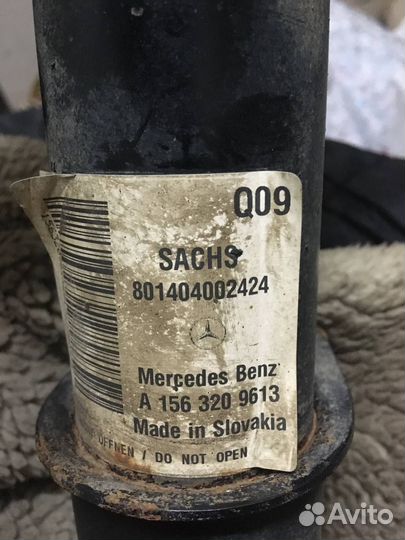 Q09
SACHS
801404002424
Mercedes Benz
A 156 320 9613
Made in Slovakia
ÖFFNEN / DO NOT OPEN
Avito